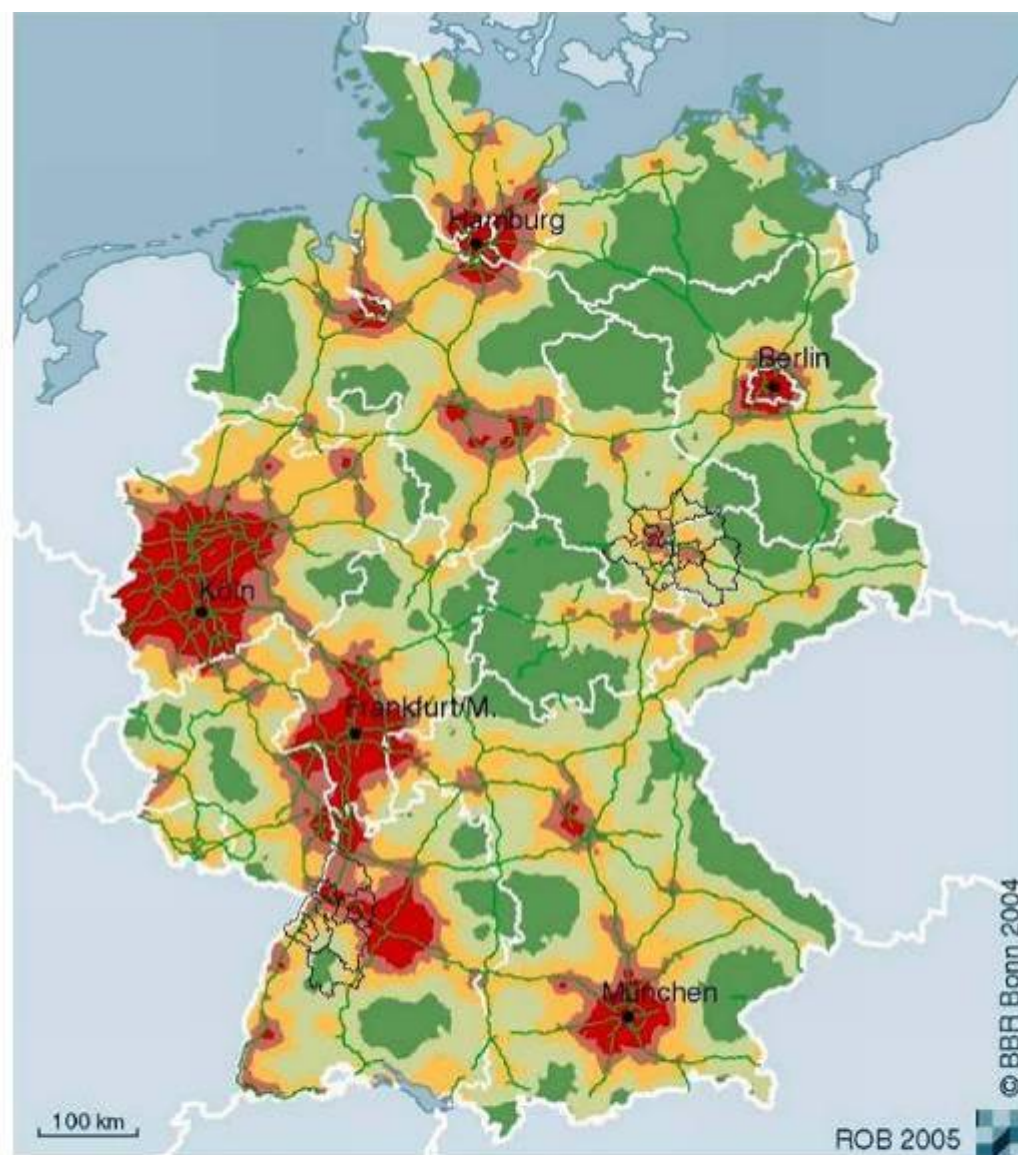 Hamburg
Berlin
Köln
Frankfurt/M.
München
100 km
ROB 2005
© BBR Bonn 2004